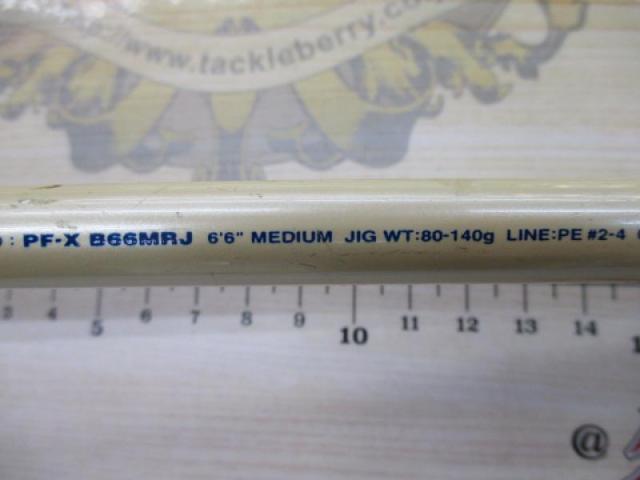 http://www.tackleberry.co
: PF-X B66MRJ 6'6" MEDIUM JIG WT:80-140g LINE:PE #2-4
3 4 5 6 7 8 9 10 11 12 13 14
@